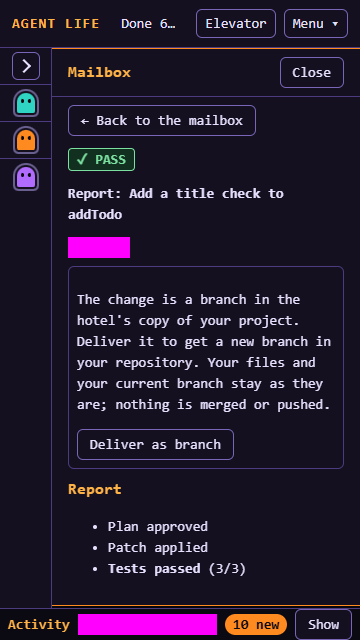 AGENT LIFE Done 6… Elevator Menu ▾
Mailbox Close
← Back to the mailbox
✓ PASS
Report: Add a title check to
addTodo
The change is a branch in the
hotel's copy of your project.
Deliver it to get a new branch in
your repository. Your files and
your current branch stay as they
are; nothing is merged or pushed.
Deliver as branch
Report
• Plan approved
• Patch applied
• Tests passed (3/3)
Activity 10 new Show